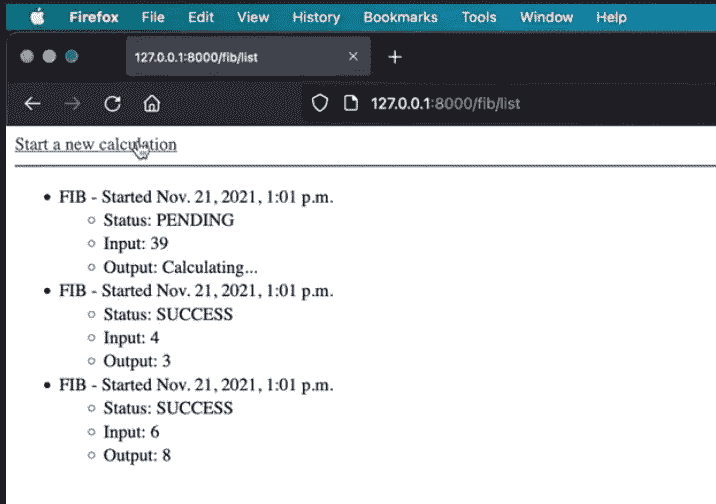 Firefox File Edit View History Bookmarks Tools Window Help
127.0.0.1:8000/fib/list
127.0.0.1:8000/fib/list
Start a new calculation
FIB - Started Nov. 21, 2021, 1:01 p.m.
Status: PENDING
Input: 39
Output: Calculating...
FIB - Started Nov. 21, 2021, 1:01 p.m.
Status: SUCCESS
Input: 4
Output: 3
FIB - Started Nov. 21, 2021, 1:01 p.m.
Status: SUCCESS
Input: 6
Output: 8